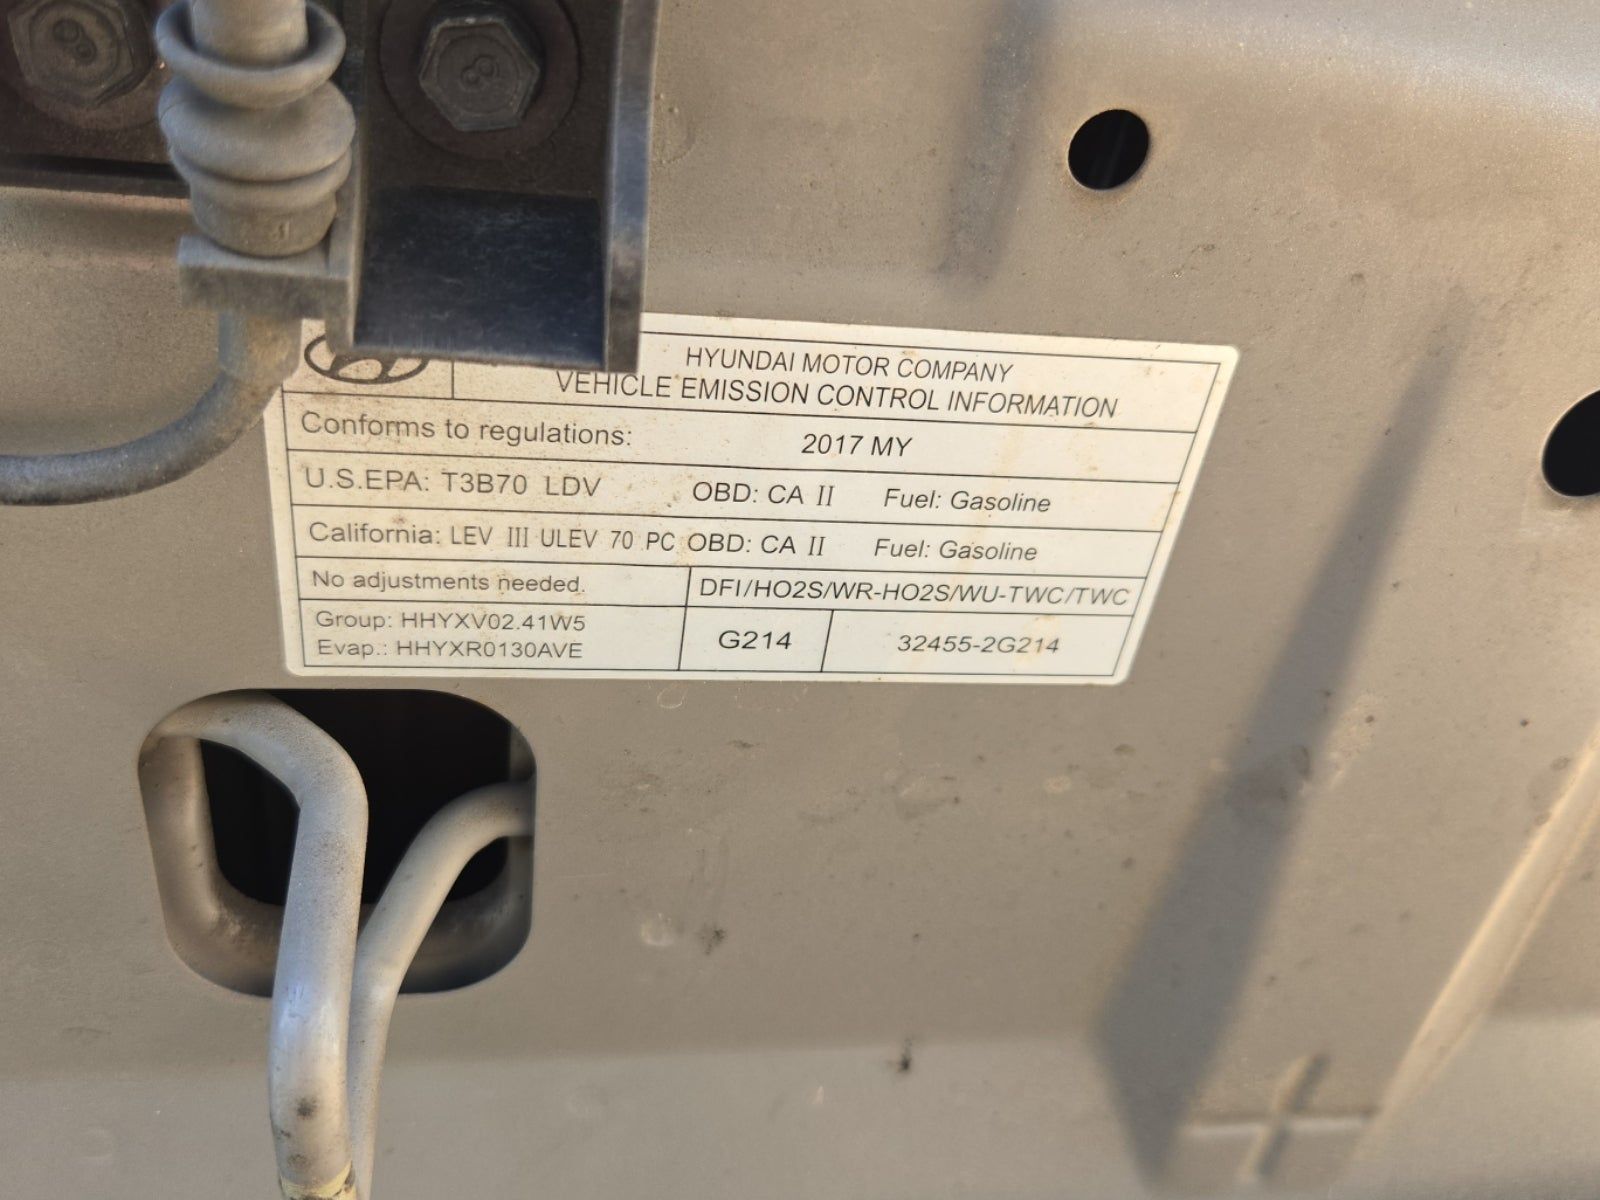 HYUNDAI MOTOR COMPANY
VEHICLE EMISSION CONTROL INFORMATION
Conforms to regulations: 2017 MY
U.S.EPA: T3B70 LDV OBD: CA II Fuel: Gasoline
California: LEV III ULEV 70 PC OBD: CA II Fuel: Gasoline
No adjustments needed. DFI/HO2S/WR-HO2S/WU-TWC/TWC
Group: HHYXV02.41W5
Evap.: HHYXR0130AVE
G214
32455-2G214